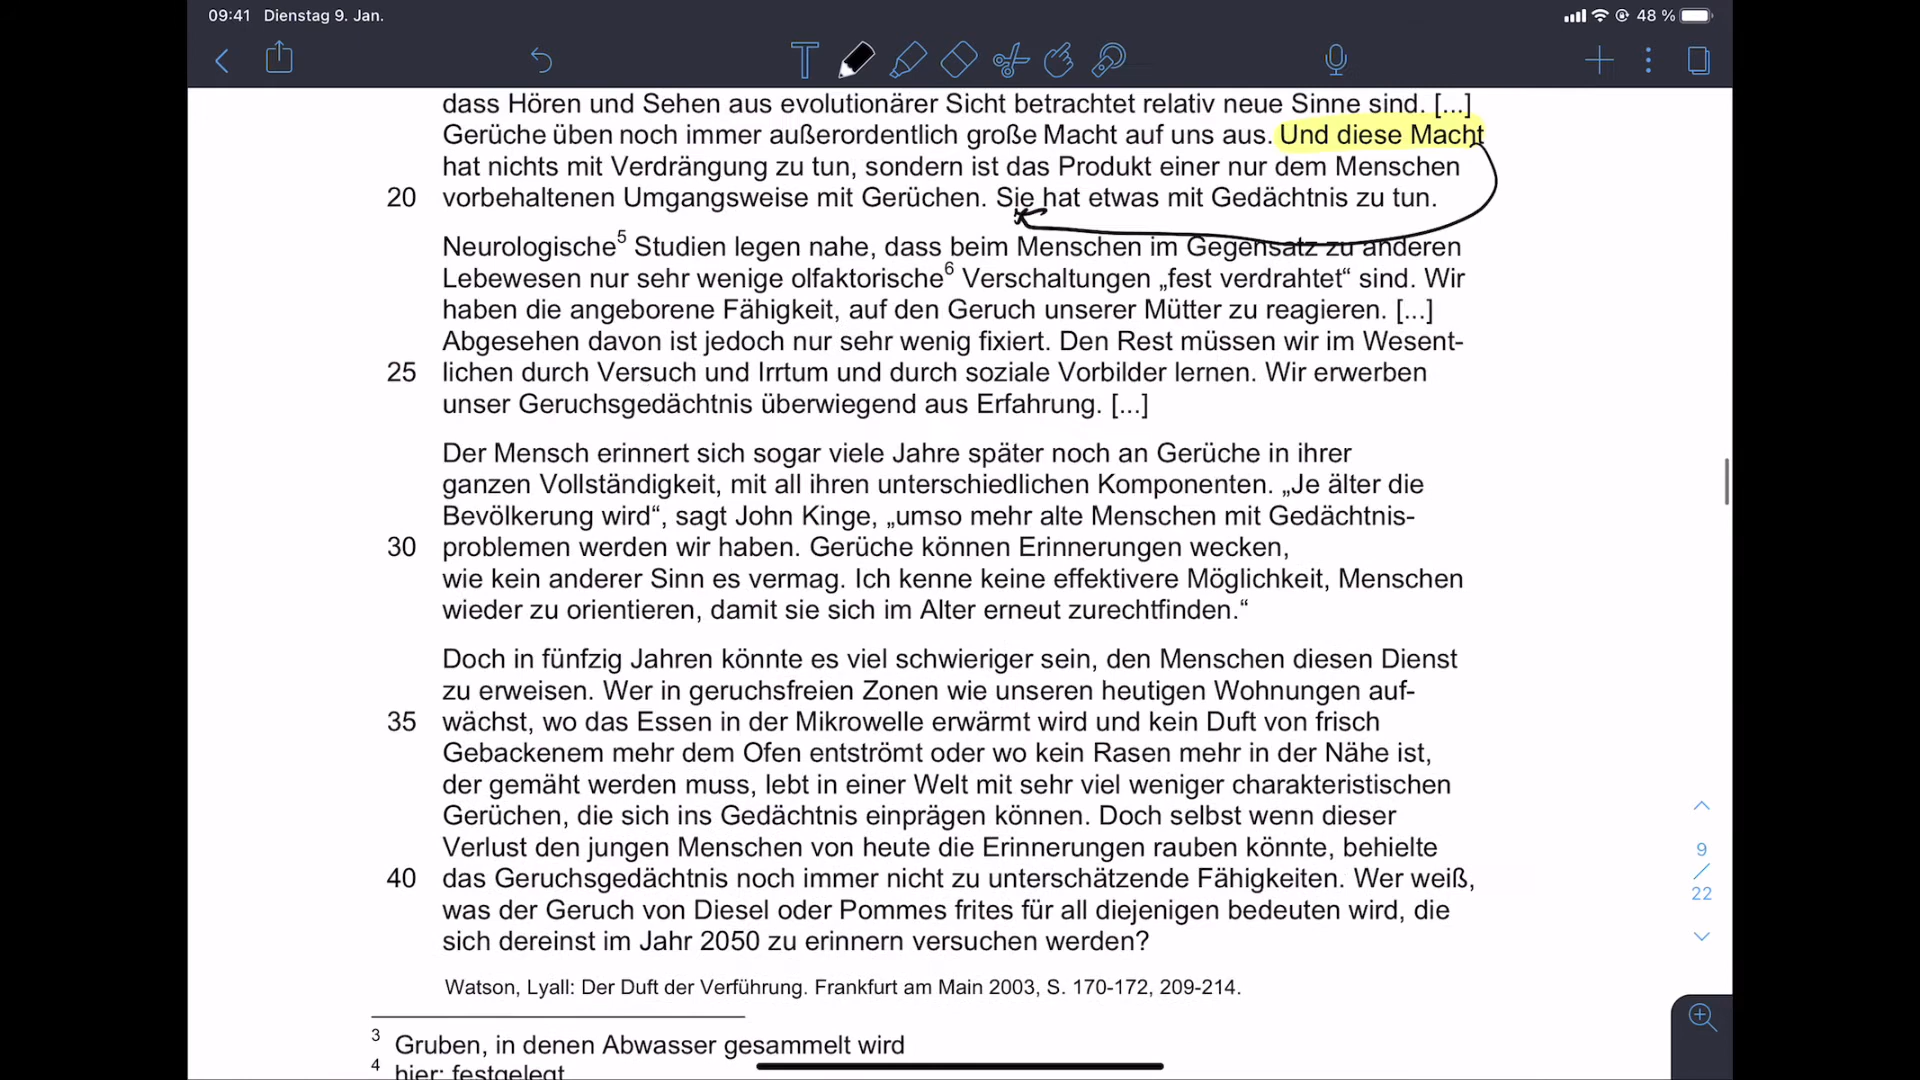 09:41 Dienstag 9. Jan.
48 %
dass Hören und Sehen aus evolutionärer Sicht betrachtet relativ neue Sinne sind. [...]
Gerüche üben noch immer außerordentlich große Macht auf uns aus. Und diese Macht
hat nichts mit Verdrängung zu tun, sondern ist das Produkt einer nur dem Menschen
20 vorbehaltenen Umgangsweise mit Gerüchen. Sie hat etwas mit Gedächtnis zu tun.
Neurologische⁵ Studien legen nahe, dass beim Menschen im Gegensatz zu anderen
Lebewesen nur sehr wenige olfaktorische⁶ Verschaltungen „fest verdrahtet“ sind. Wir
haben die angeborene Fähigkeit, auf den Geruch unserer Mütter zu reagieren. [...]
Abgesehen davon ist jedoch nur sehr wenig fixiert. Den Rest müssen wir im Wesent-
25 lichen durch Versuch und Irrtum und durch soziale Vorbilder lernen. Wir erwerben
unser Geruchsgedächtnis überwiegend aus Erfahrung. [...]
Der Mensch erinnert sich sogar viele Jahre später noch an Gerüche in ihrer
ganzen Vollständigkeit, mit all ihren unterschiedlichen Komponenten. „Je älter die
Bevölkerung wird“, sagt John Kinge, „umso mehr alte Menschen mit Gedächtnis-
30 problemen werden wir haben. Gerüche können Erinnerungen wecken,
wie kein anderer Sinn es vermag. Ich kenne keine effektivere Möglichkeit, Menschen
wieder zu orientieren, damit sie sich im Alter erneut zurechtfinden.“
Doch in fünfzig Jahren könnte es viel schwieriger sein, den Menschen diesen Dienst
zu erweisen. Wer in geruchsfreien Zonen wie unseren heutigen Wohnungen auf-
35 wächst, wo das Essen in der Mikrowelle erwärmt wird und kein Duft von frisch
Gebackenem mehr dem Ofen entströmt oder wo kein Rasen mehr in der Nähe ist,
der gemäht werden muss, lebt in einer Welt mit sehr viel weniger charakteristischen
Gerüchen, die sich ins Gedächtnis einprägen können. Doch selbst wenn dieser
Verlust den jungen Menschen von heute die Erinnerungen rauben könnte, behielte
40 das Geruchsgedächtnis noch immer nicht zu unterschätzende Fähigkeiten. Wer weiß,
was der Geruch von Diesel oder Pommes frites für all diejenigen bedeuten wird, die
sich dereinst im Jahr 2050 zu erinnern versuchen werden?
Watson, Lyall: Der Duft der Verführung. Frankfurt am Main 2003, S. 170-172, 209-214.
3 Gruben, in denen Abwasser gesammelt wird
4 hier: festgelegt
9
/
22